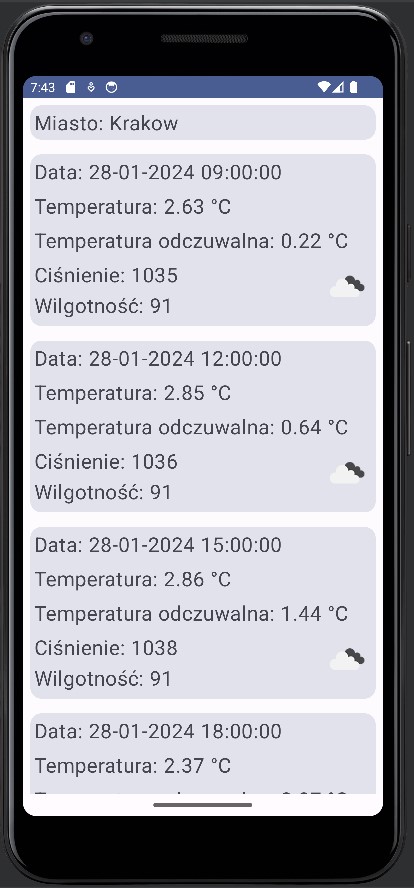 7:43
Miasto: Krakow
Data: 28-01-2024 09:00:00
Temperatura: 2.63 °C
Temperatura odczuwalna: 0.22 °C
Ciśnienie: 1035
Wilgotność: 91
Data: 28-01-2024 12:00:00
Temperatura: 2.85 °C
Temperatura odczuwalna: 0.64 °C
Ciśnienie: 1036
Wilgotność: 91
Data: 28-01-2024 15:00:00
Temperatura: 2.86 °C
Temperatura odczuwalna: 1.44 °C
Ciśnienie: 1038
Wilgotność: 91
Data: 28-01-2024 18:00:00
Temperatura: 2.37 °C